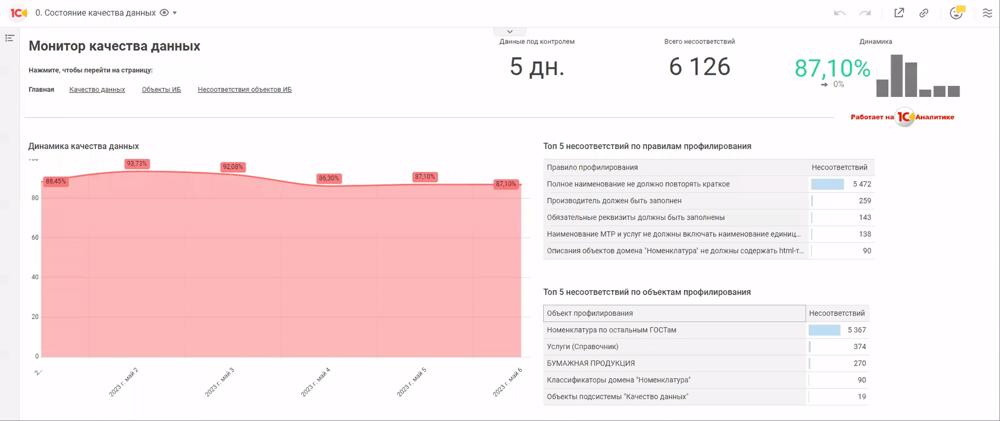 1С 0. Состояние качества данных
Монитор качества данных
Нажмите, чтобы перейти на страницу:
Главная Качество данных Объекты ИБ Несоответствия объектов ИБ
Данные под контролем
5 дн.
Всего несоответствий
6 126
Динамика
87,10%
0%
Работает на 1С Аналитике
Динамика качества данных
100
80
60
40
20
0
88,45%
93,73%
92,08%
86,30%
87,10%
87,10%
2...
2023 г. май 2
2023 г. май 3
2023 г. май 4
2023 г. май 5
2023 г. май 6
Топ 5 несоответствий по правилам профилирования
Правило профилирования Несоответствий
Полное наименование не должно повторять краткое 5 472
Производитель должен быть заполнен 259
Обязательные реквизиты должны быть заполнены 143
Наименование МТР и услуг не должны включать наименование единиц... 138
Описания объектов домена "Номенклатура" не должны содержать html-т... 90
Топ 5 несоответствий по объектам профилирования
Объект профилирования Несоответствий
Номенклатура по остальным ГОСТам 5 367
Услуги (Справочник) 374
БУМАЖНАЯ ПРОДУКЦИЯ 270
Классификаторы домена "Номенклатура" 90
Объекты подсистемы "Качество данных" 19